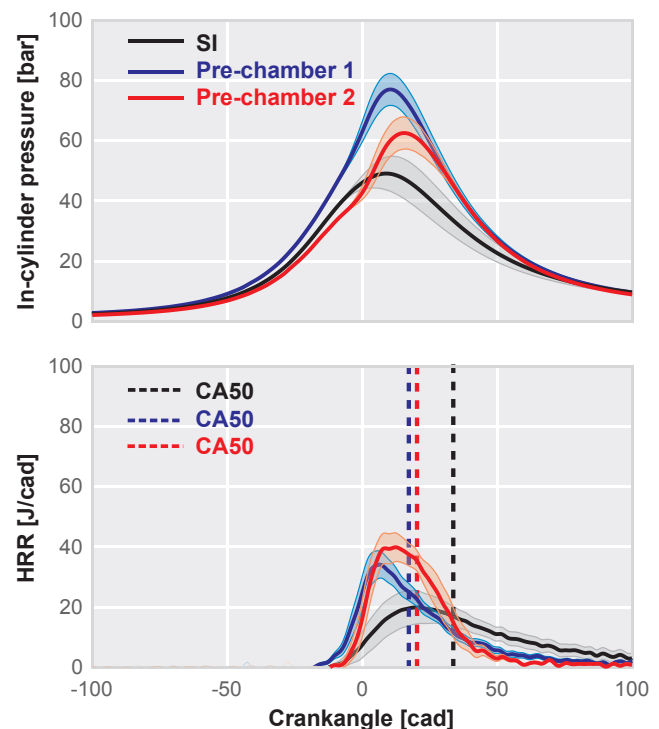 In-cylinder pressure [bar]
100
80
60
40
20
0
SI
Pre-chamber 1
Pre-chamber 2
HRR [J/cad]
100
80
60
40
20
0
CA50
CA50
CA50
-100
-50
0
50
100
Crankangle [cad]